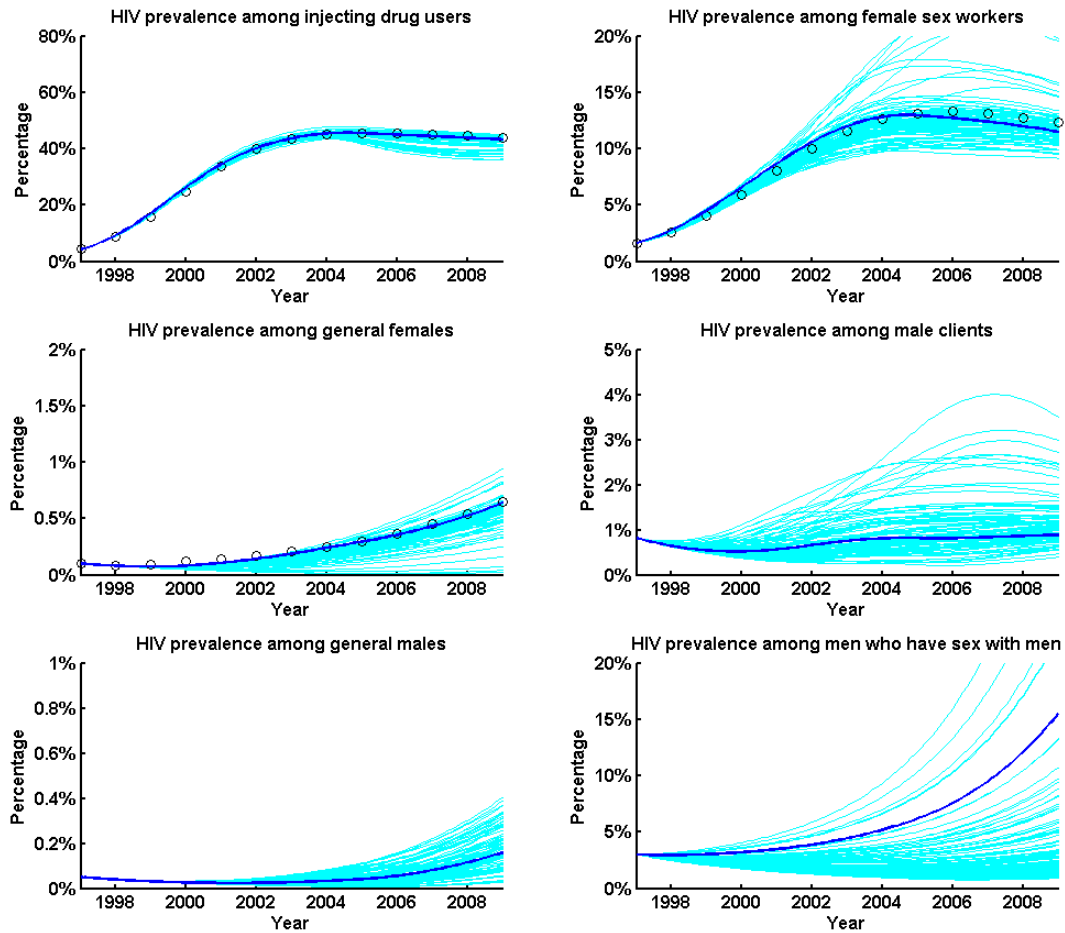 HIV prevalence among injecting drug users
80%
60%
40%
20%
0%
Percentage
1998 2000 2002 2004 2006 2008
Year
HIV prevalence among female sex workers
20%
15%
10%
5%
0%
Percentage
1998 2000 2002 2004 2006 2008
Year
HIV prevalence among general females
2%
1.5%
1%
0.5%
0%
Percentage
1998 2000 2002 2004 2006 2008
Year
HIV prevalence among male clients
5%
4%
3%
2%
1%
0%
Percentage
1998 2000 2002 2004 2006 2008
Year
HIV prevalence among general males
1%
0.8%
0.6%
0.4%
0.2%
0%
Percentage
1998 2000 2002 2004 2006 2008
Year
HIV prevalence among men who have sex with men
20%
15%
10%
5%
0%
Percentage
1998 2000 2002 2004 2006 2008
Year